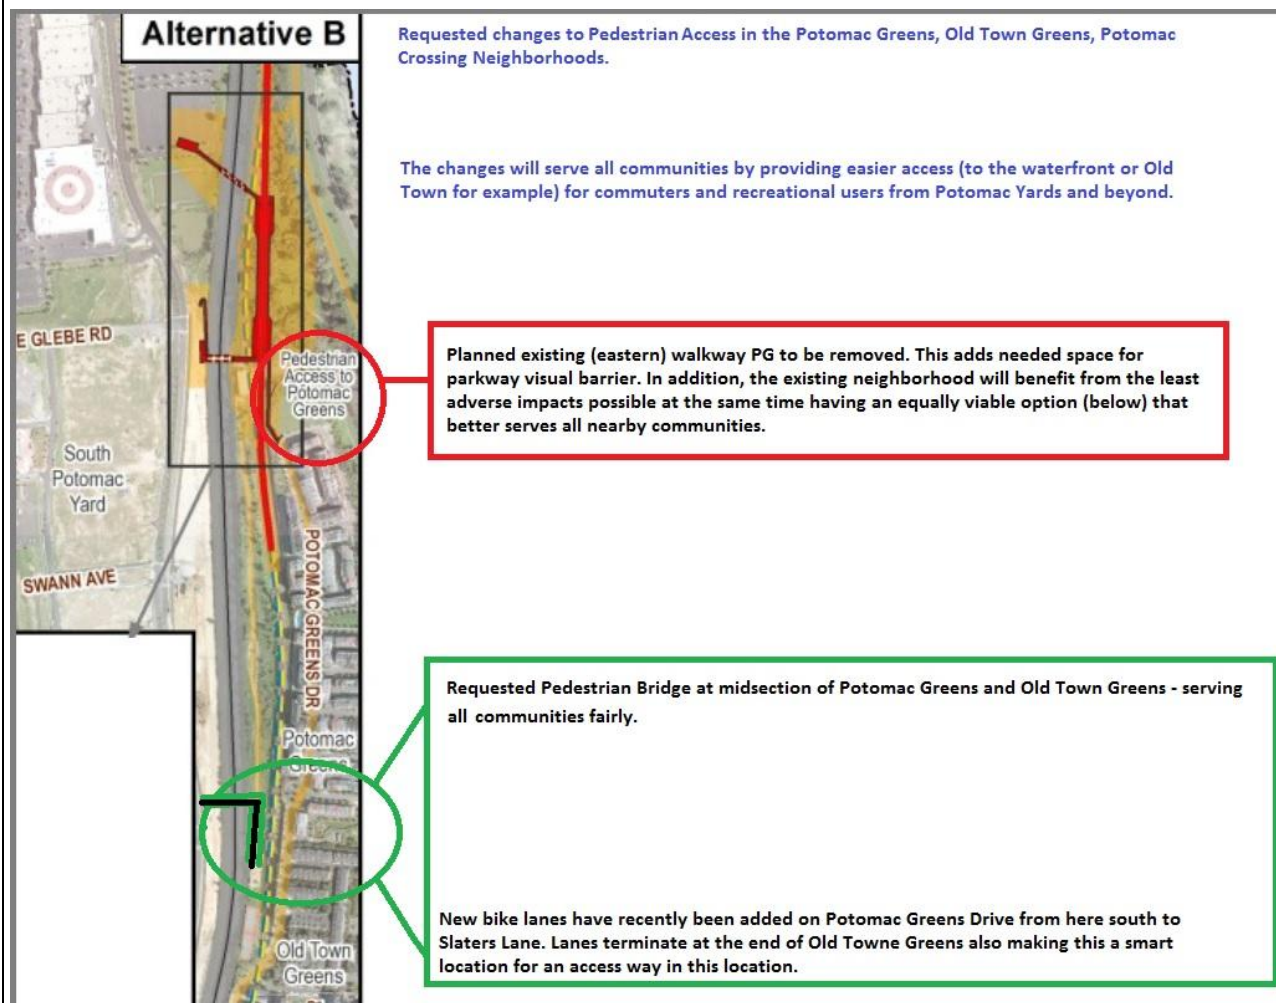 Alternative B
Requested changes to Pedestrian Access in the Potomac Greens, Old Town Greens, Potomac
Crossing Neighborhoods.
The changes will serve all communities by providing easier access (to the waterfront or Old
Town for example) for commuters and recreational users from Potomac Yards and beyond.
E GLEBE RD
Pedestrian
Access to
Potomac
Greens
Planned existing (eastern) walkway PG to be removed. This adds needed space for
parkway visual barrier. In addition, the existing neighborhood will benefit from the least
adverse impacts possible at the same time having an equally viable option (below) that
better serves all nearby communities.
South
Potomac
Yard
SWANN AVE
POTOMAC GREENS DR
Requested Pedestrian Bridge at midsection of Potomac Greens and Old Town Greens - serving
all communities fairly.
Potomac
Greens
New bike lanes have recently been added on Potomac Greens Drive from here south to
Slaters Lane. Lanes terminate at the end of Old Towne Greens also making this a smart
location for an access way in this location.
Old Town
Greens